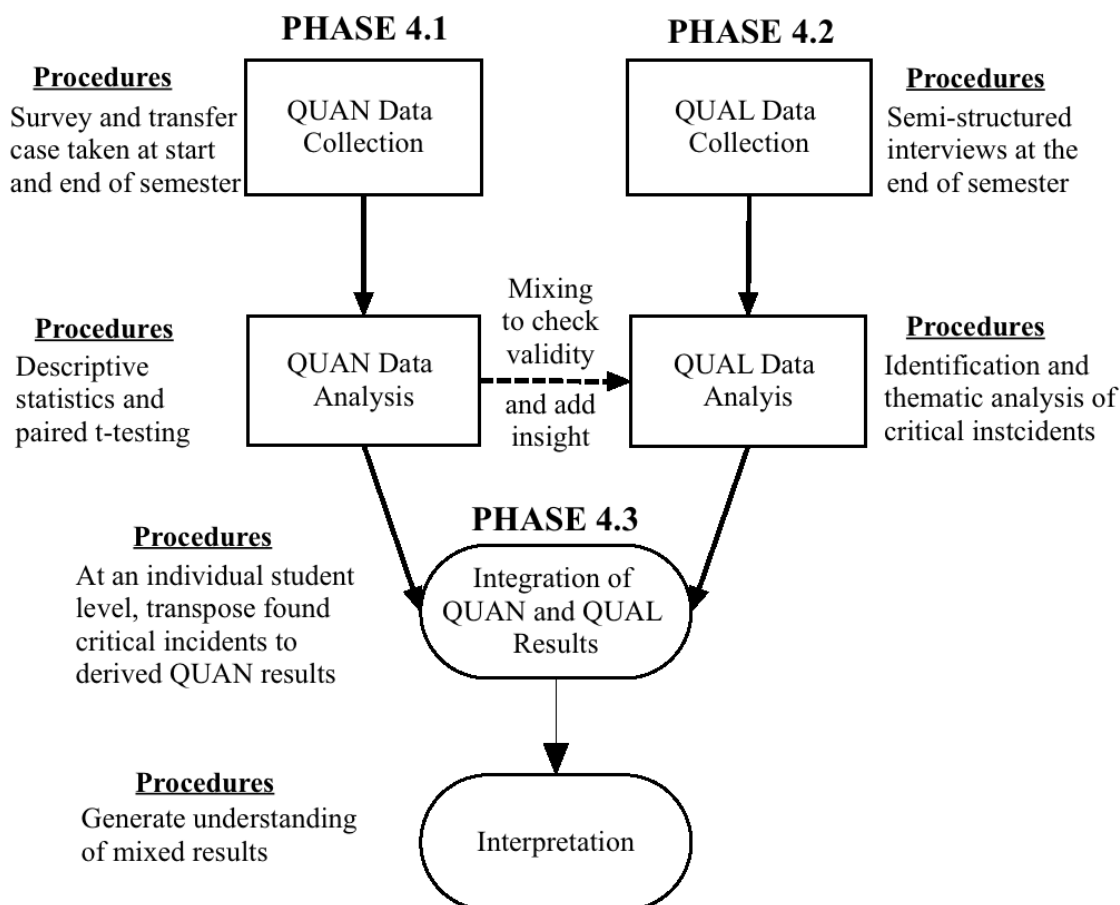 PHASE 4.1
PHASE 4.2
Procedures
Survey and transfer
case taken at start
and end of semester
QUAN Data
Collection
QUAL Data
Collection
Procedures
Semi-structured
interviews at the
end of semester
Procedures
Descriptive
statistics and
paired t-testing
QUAN Data
Analysis
Mixing
to check
validity
and add
insight
QUAL Data
Analyis
Procedures
Identification and
thematic analysis of
critical instcidents
PHASE 4.3
Procedures
At an individual student
level, transpose found
critical incidents to
derived QUAN results
Integration of
QUAN and QUAL
Results
Procedures
Generate understanding
of mixed results
Interpretation